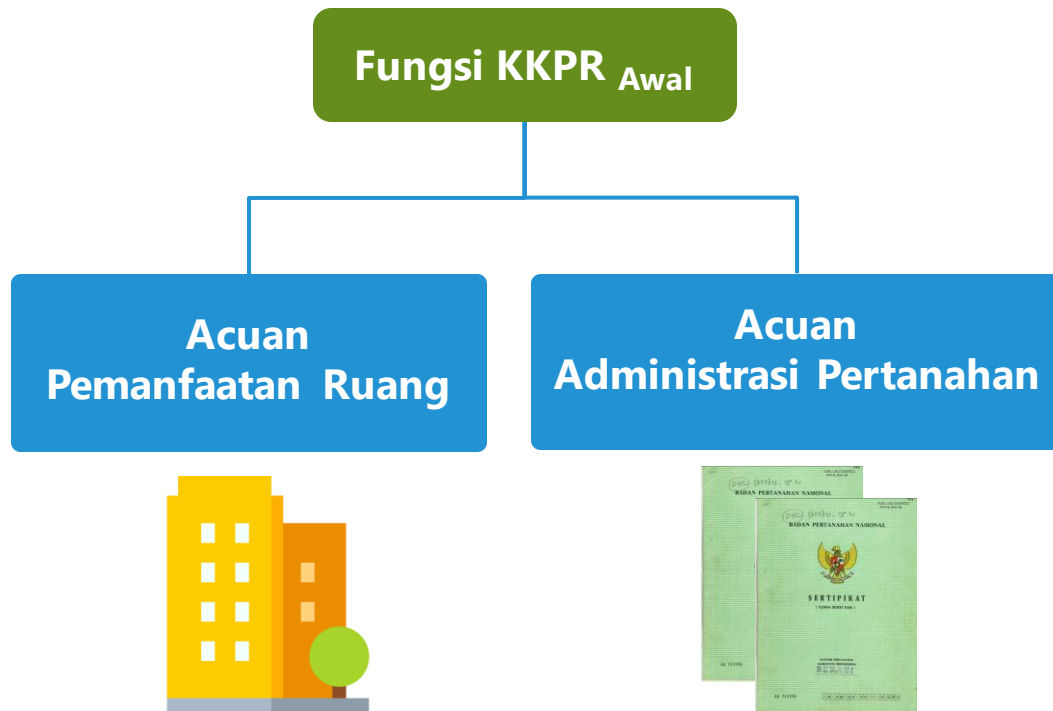 Fungsi KKPR Awal
Acuan
Pemanfaatan Ruang
Acuan
Administrasi Pertanahan
BADAN PERTANAHAN NASIONAL
BADAN PERTANAHAN NASIONAL
SERTIPIKAT